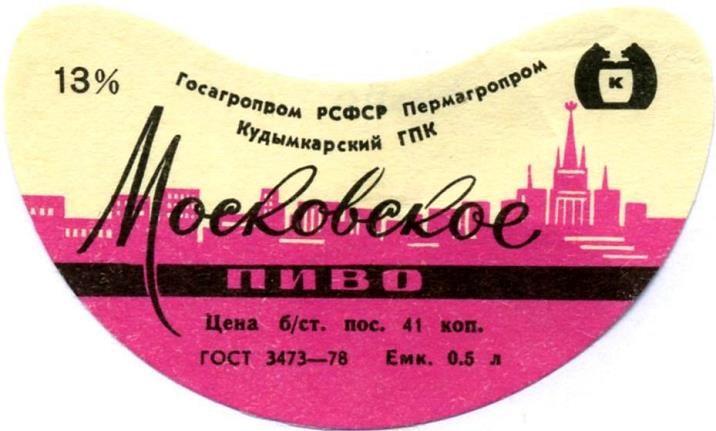 13%
Госагропром РСФСР Пермагропром
Кудымкарский ГПК
К
Московское
ПИВО
Цена б/ст. пос. 41 коп.
ГОСТ 3473—78 Емк. 0.5 л